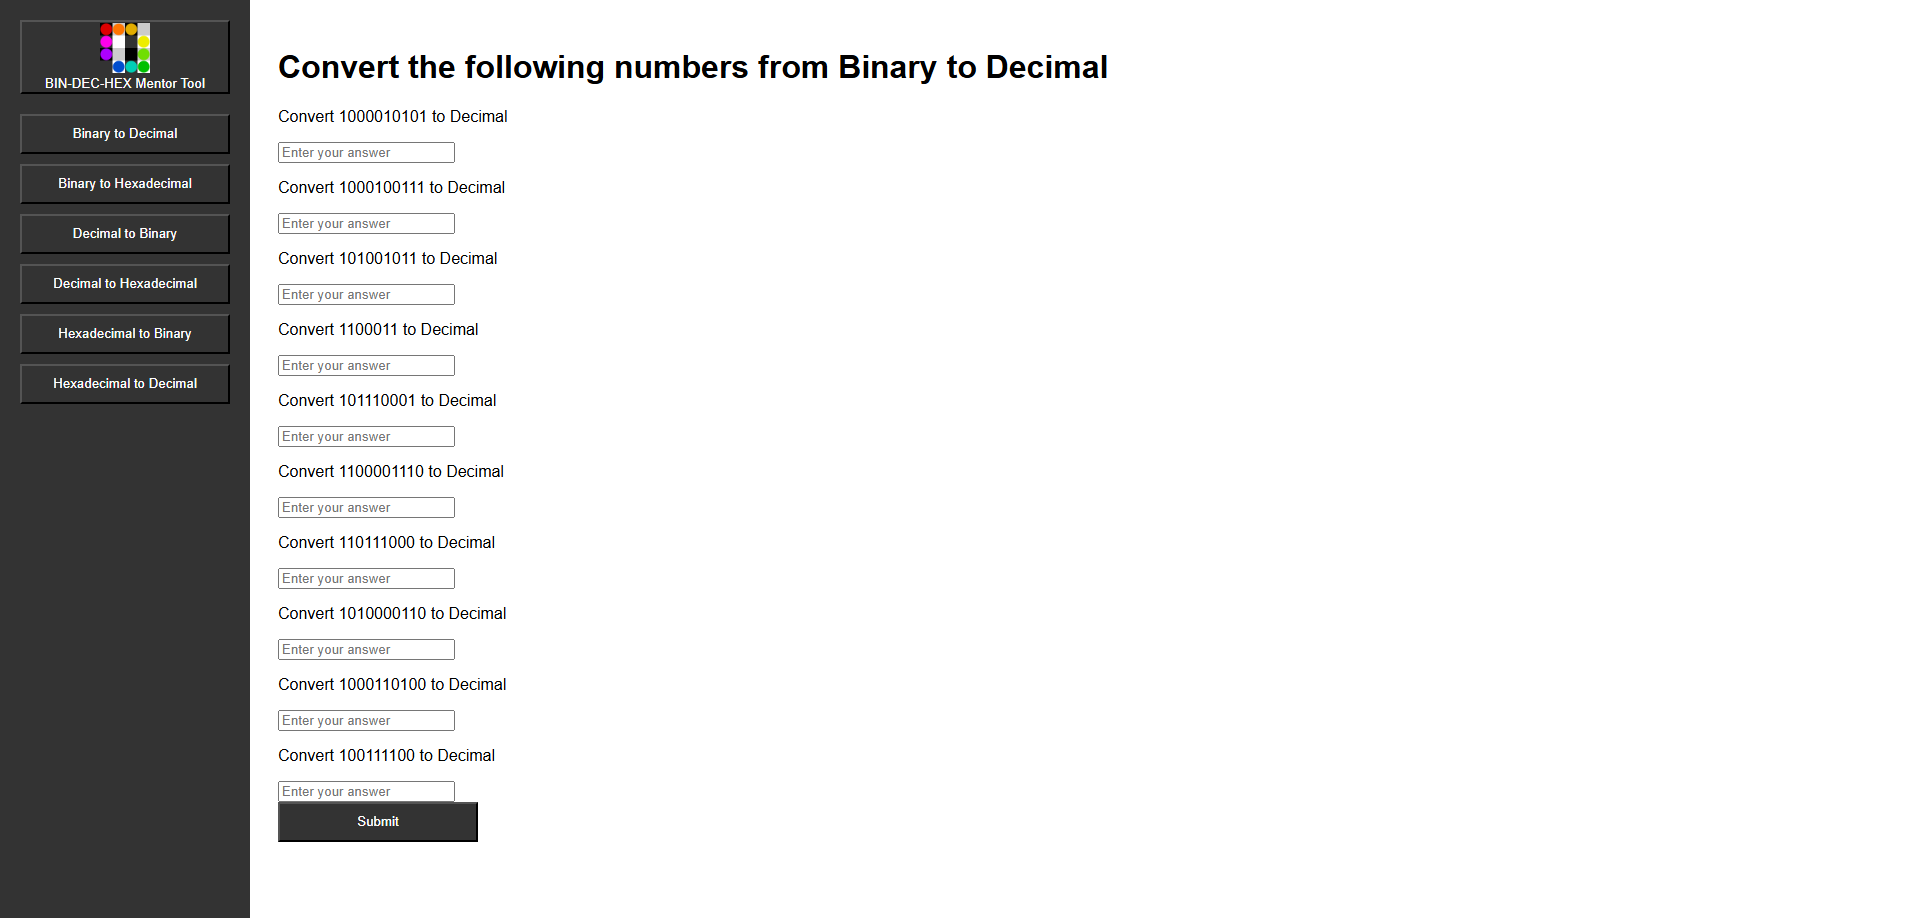 BIN-DEC-HEX Mentor Tool
Binary to Decimal
Binary to Hexadecimal
Decimal to Binary
Decimal to Hexadecimal
Hexadecimal to Binary
Hexadecimal to Decimal
Convert the following numbers from Binary to Decimal
Convert 1000010101 to Decimal
Enter your answer
Convert 1000100111 to Decimal
Enter your answer
Convert 101001011 to Decimal
Enter your answer
Convert 1100011 to Decimal
Enter your answer
Convert 101110001 to Decimal
Enter your answer
Convert 1100001110 to Decimal
Enter your answer
Convert 110111000 to Decimal
Enter your answer
Convert 1010000110 to Decimal
Enter your answer
Convert 1000110100 to Decimal
Enter your answer
Convert 100111100 to Decimal
Enter your answer
Submit